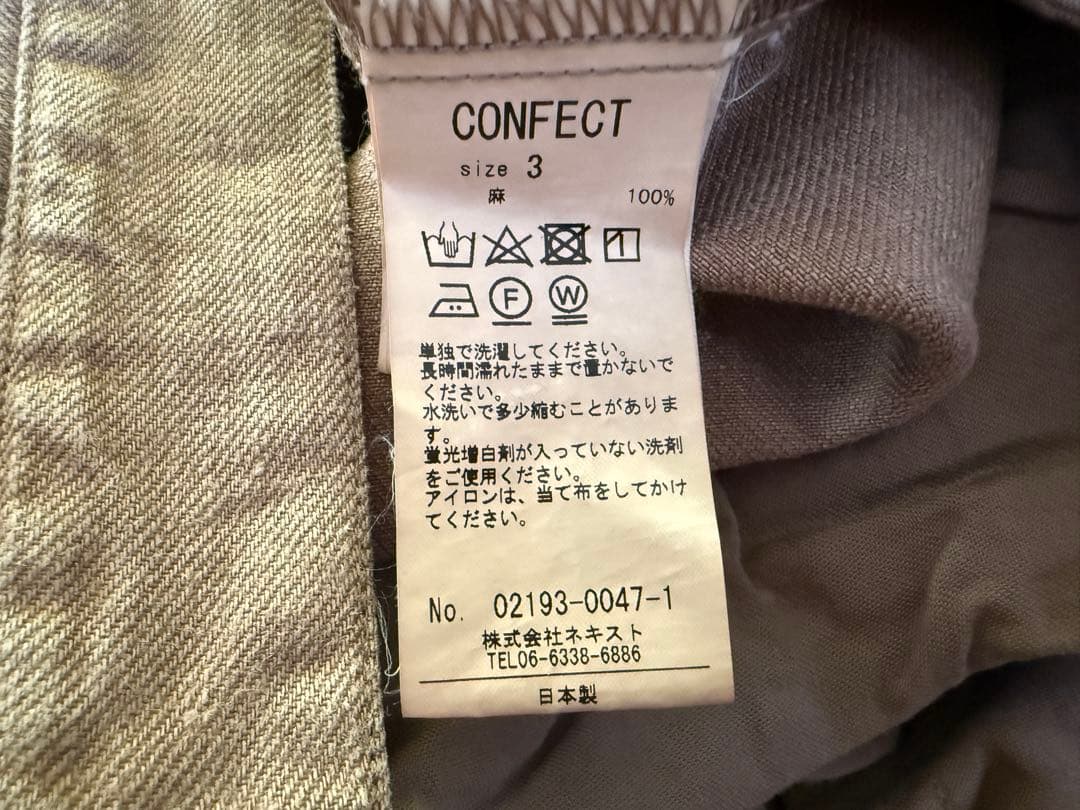 CONFECT
size 3
麻 100%
F W
単独で洗濯してください。
長時間濡れたままで置かないで
ください。
水洗いで多少縮むことがありま
す。
蛍光増白剤が入っていない洗剤
をご使用ください。
アイロンは、当て布をしてかけ
てください。
No. 02193-0047-1
株式会社ネキスト
TEL06-6338-6886
日本製